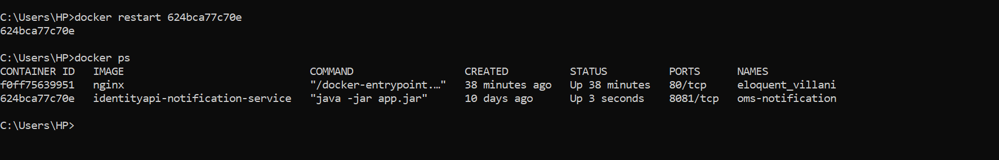 C:\Users\HP>docker restart 624bca77c70e
624bca77c70e
C:\Users\HP>docker ps
CONTAINER ID   IMAGE                              COMMAND                  CREATED          STATUS          PORTS      NAMES
f0ff75639951   nginx                              "/docker-entrypoint.…"   38 minutes ago   Up 38 minutes   80/tcp     eloquent_villani
624bca77c70e   identityapi-notification-service   "java -jar app.jar"      10 days ago      Up 3 seconds    8081/tcp   oms-notification
C:\Users\HP>